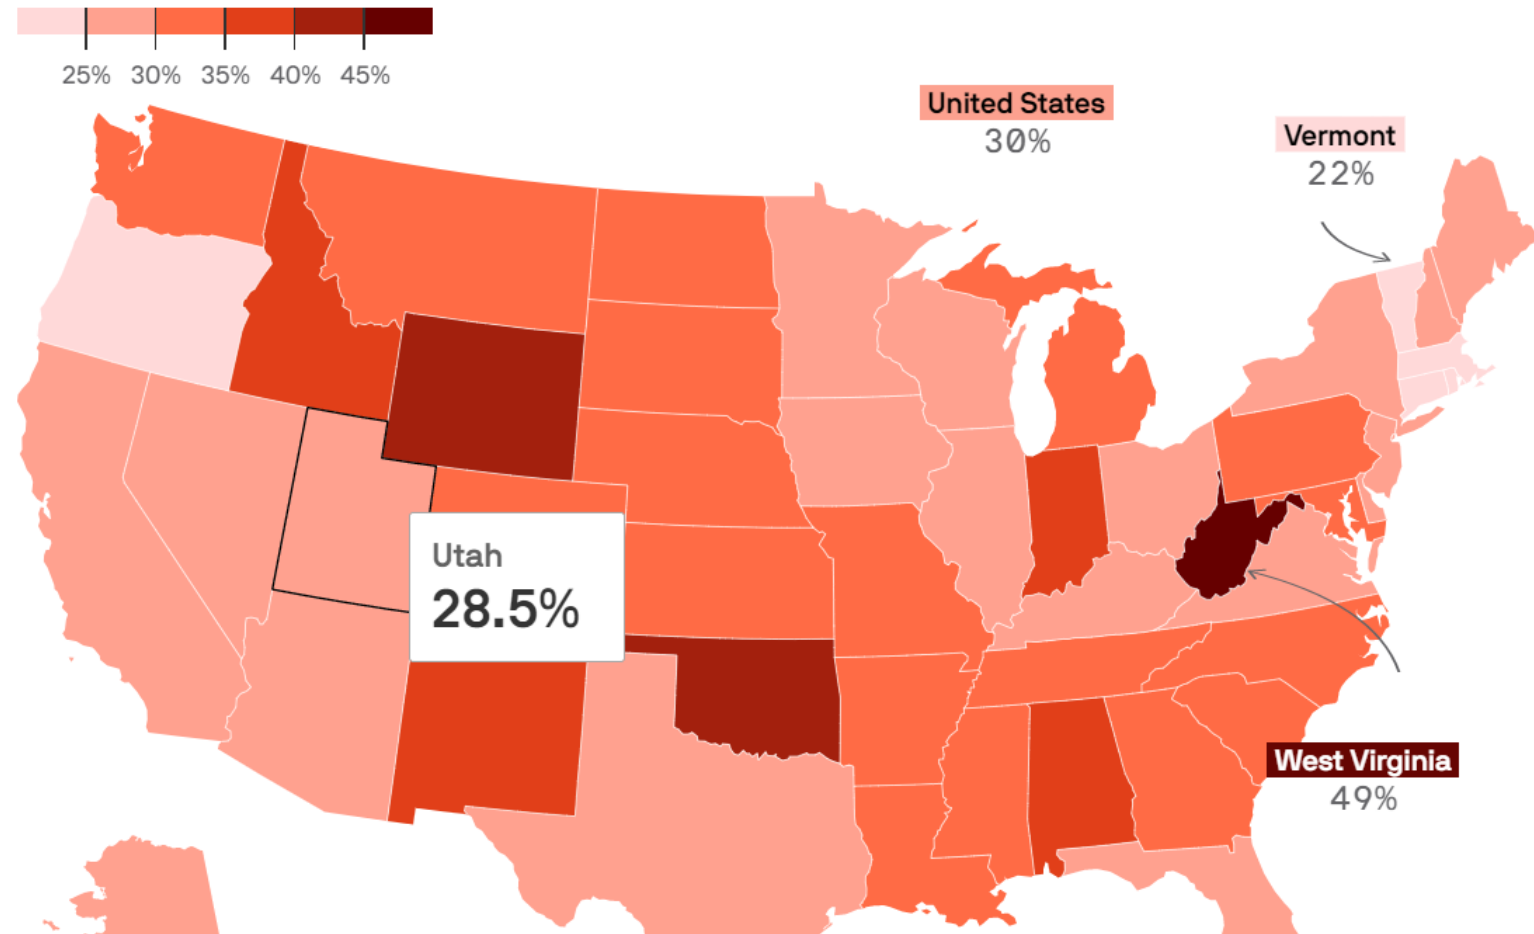 25% 30% 35% 40% 45%
United States
30%
Vermont
22%
Utah
28.5%
West Virginia
49%